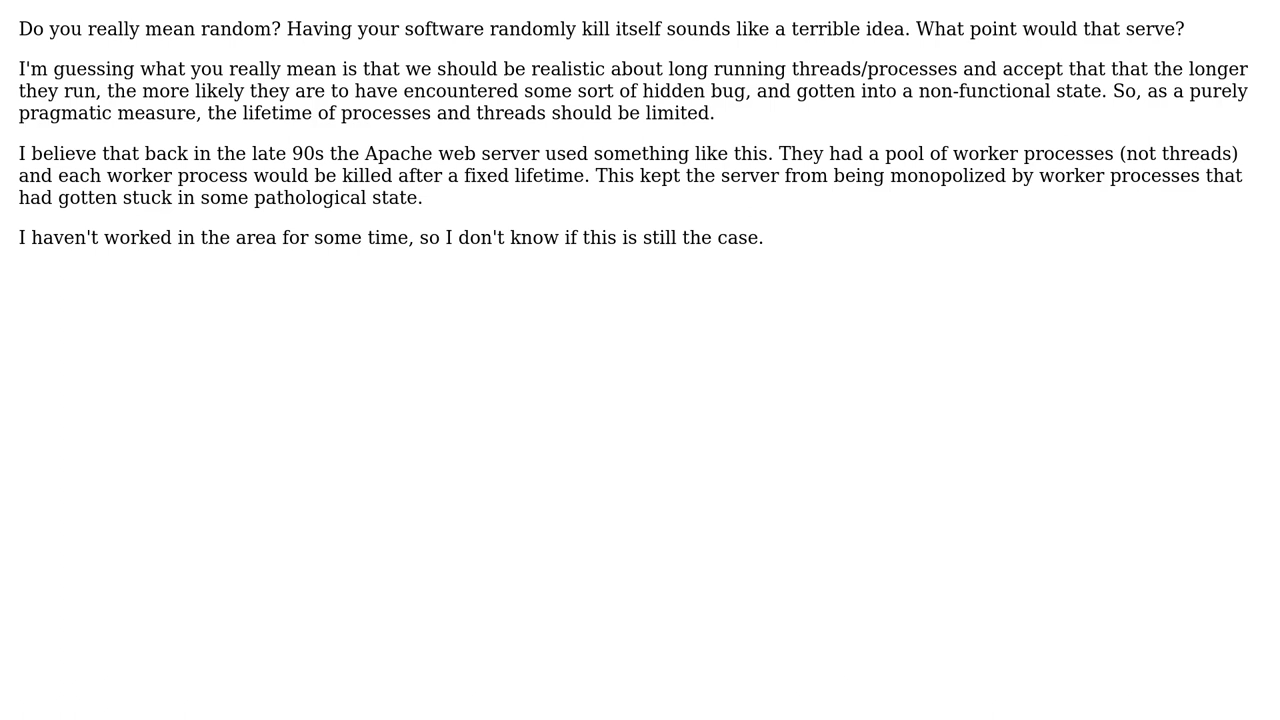 Do you really mean random? Having your software randomly kill itself sounds like a terrible idea. What point would that serve?
I'm guessing what you really mean is that we should be realistic about long running threads/processes and accept that that the longer
they run, the more likely they are to have encountered some sort of hidden bug, and gotten into a non-functional state. So, as a purely
pragmatic measure, the lifetime of processes and threads should be limited.
I believe that back in the late 90s the Apache web server used something like this. They had a pool of worker processes (not threads)
and each worker process would be killed after a fixed lifetime. This kept the server from being monopolized by worker processes that
had gotten stuck in some pathological state.
I haven't worked in the area for some time, so I don't know if this is still the case.